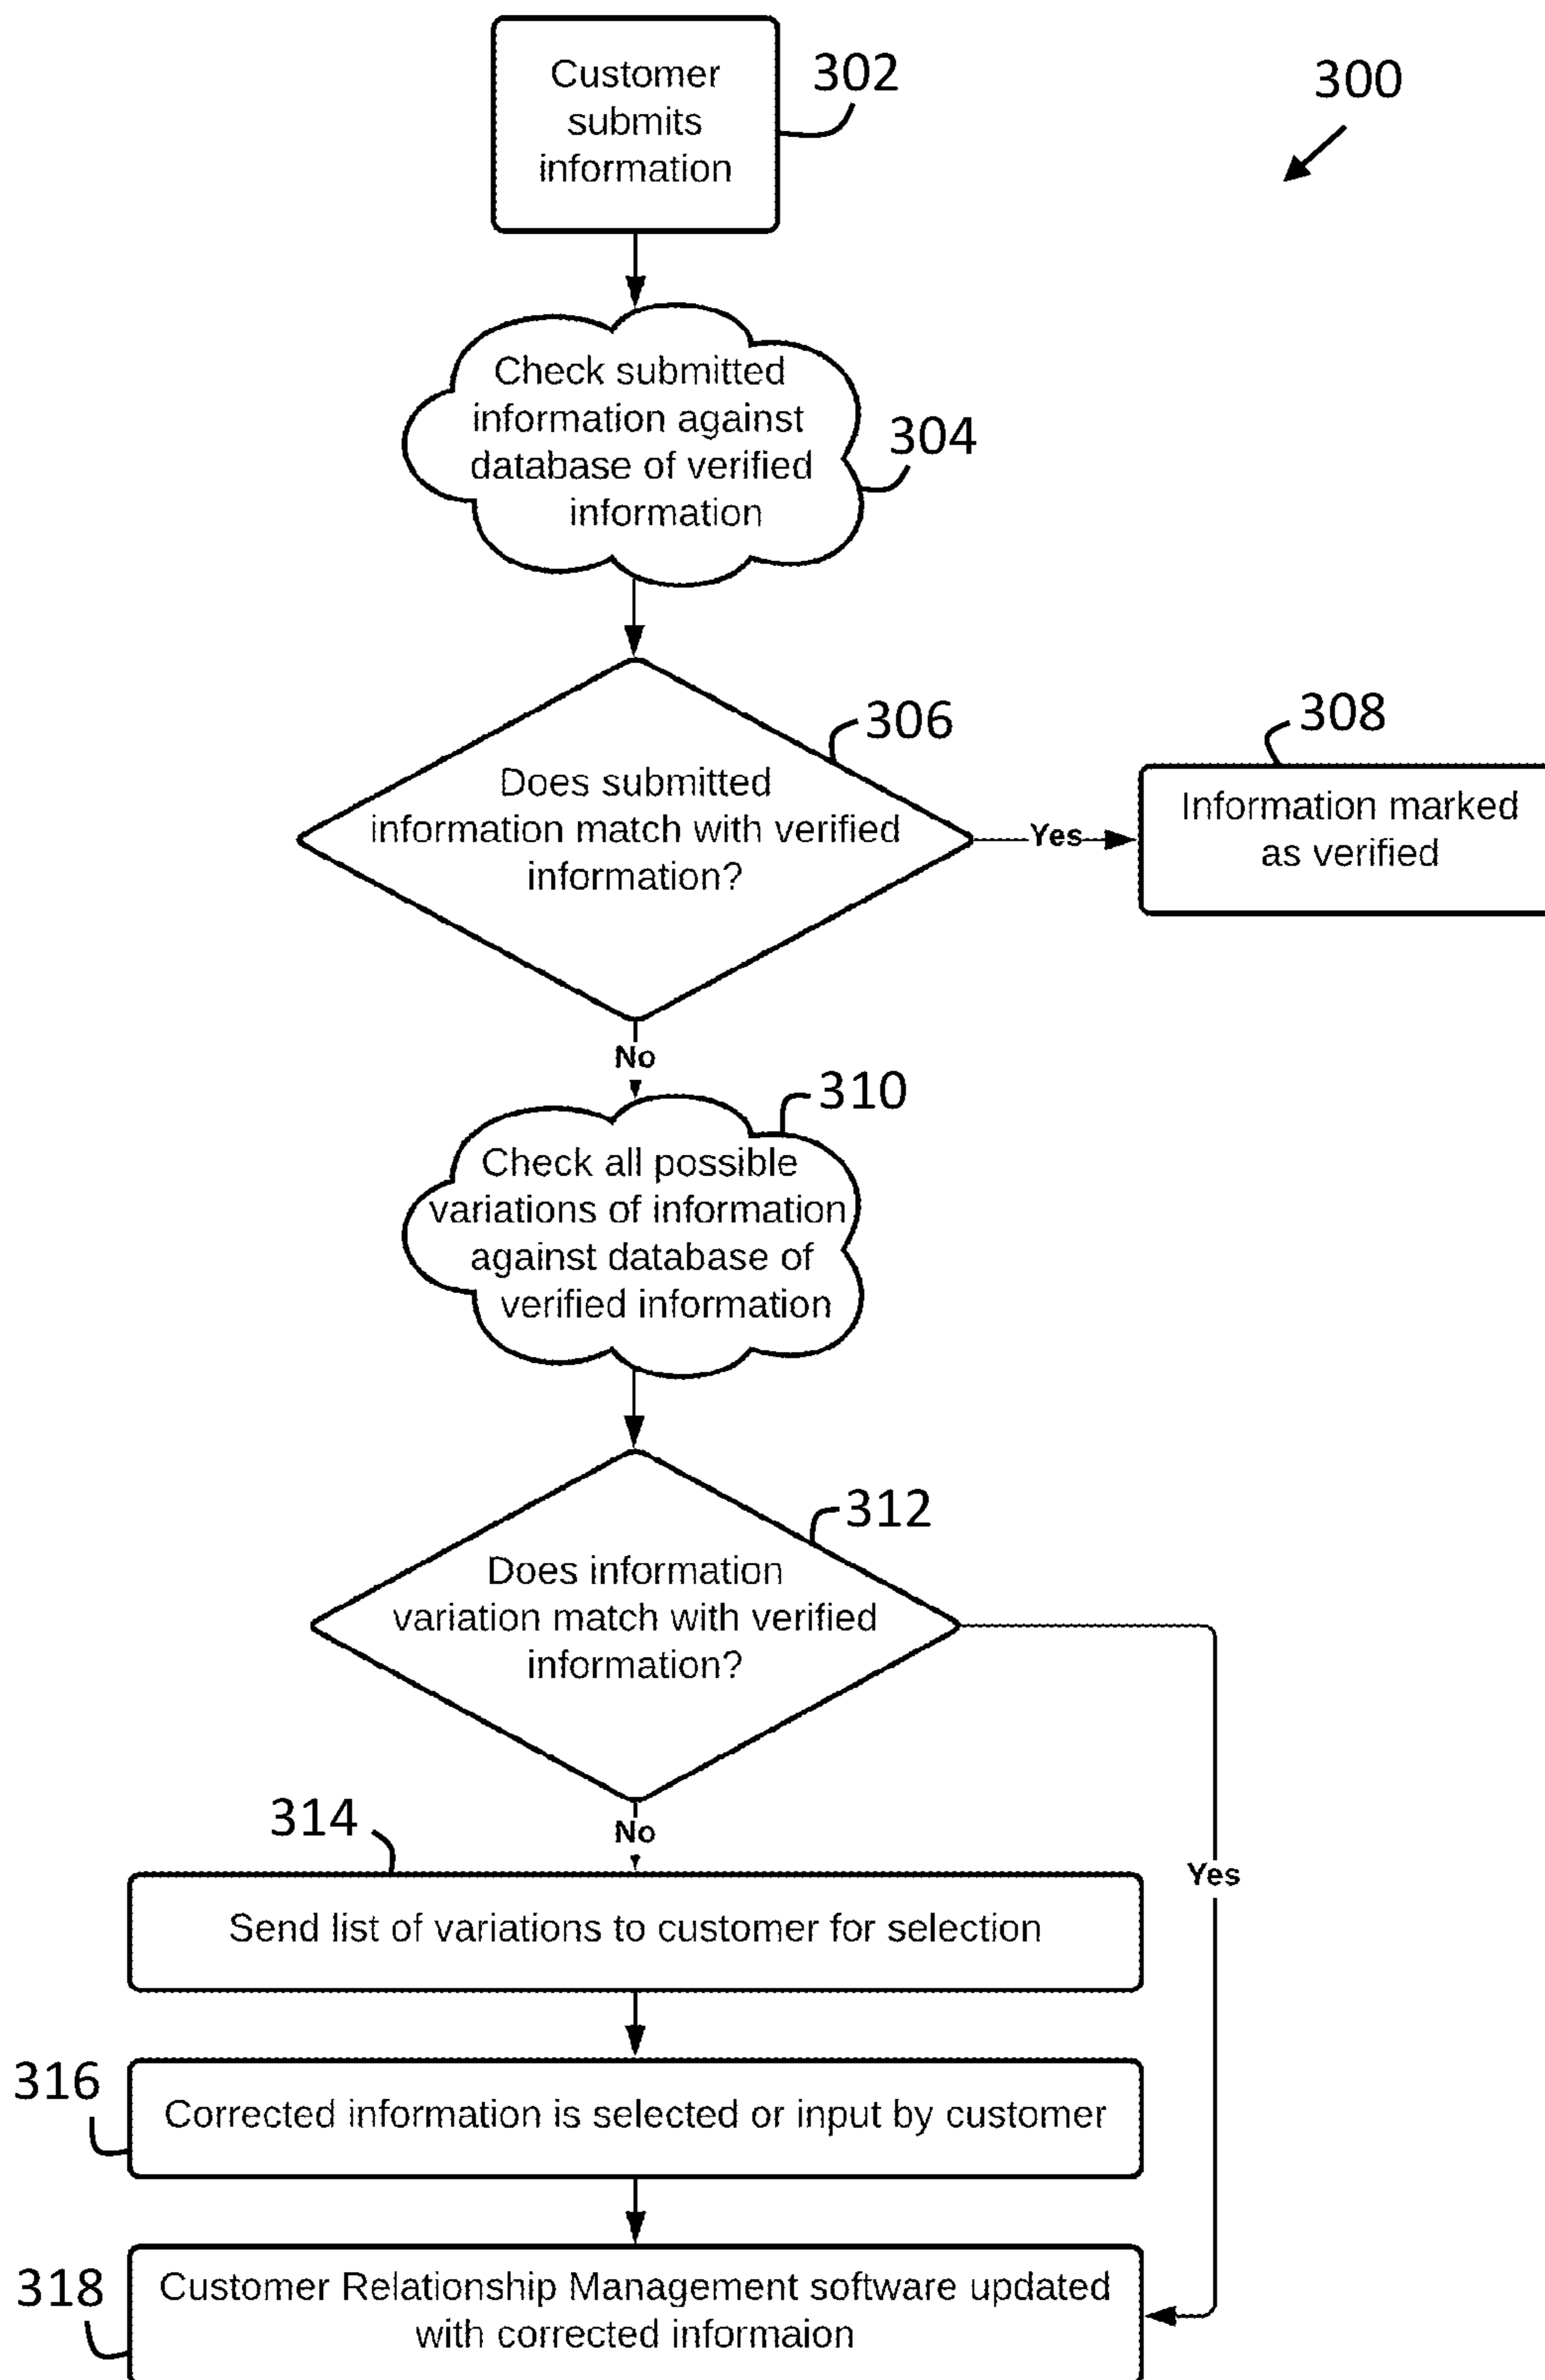 Customer
submits
information
302
300
Check submitted
information against
database of verified
information
304
306
Does submitted
information match with verified
information?
Yes
308
Information marked
as verified
No
310
Check all possible
variations of information
against database of
verified information
312
Does information
variation match with verified
information?
314
No
Yes
Send list of variations to customer for selection
316
Corrected information is selected or input by customer
318
Customer Relationship Management software updated
with corrected informaion